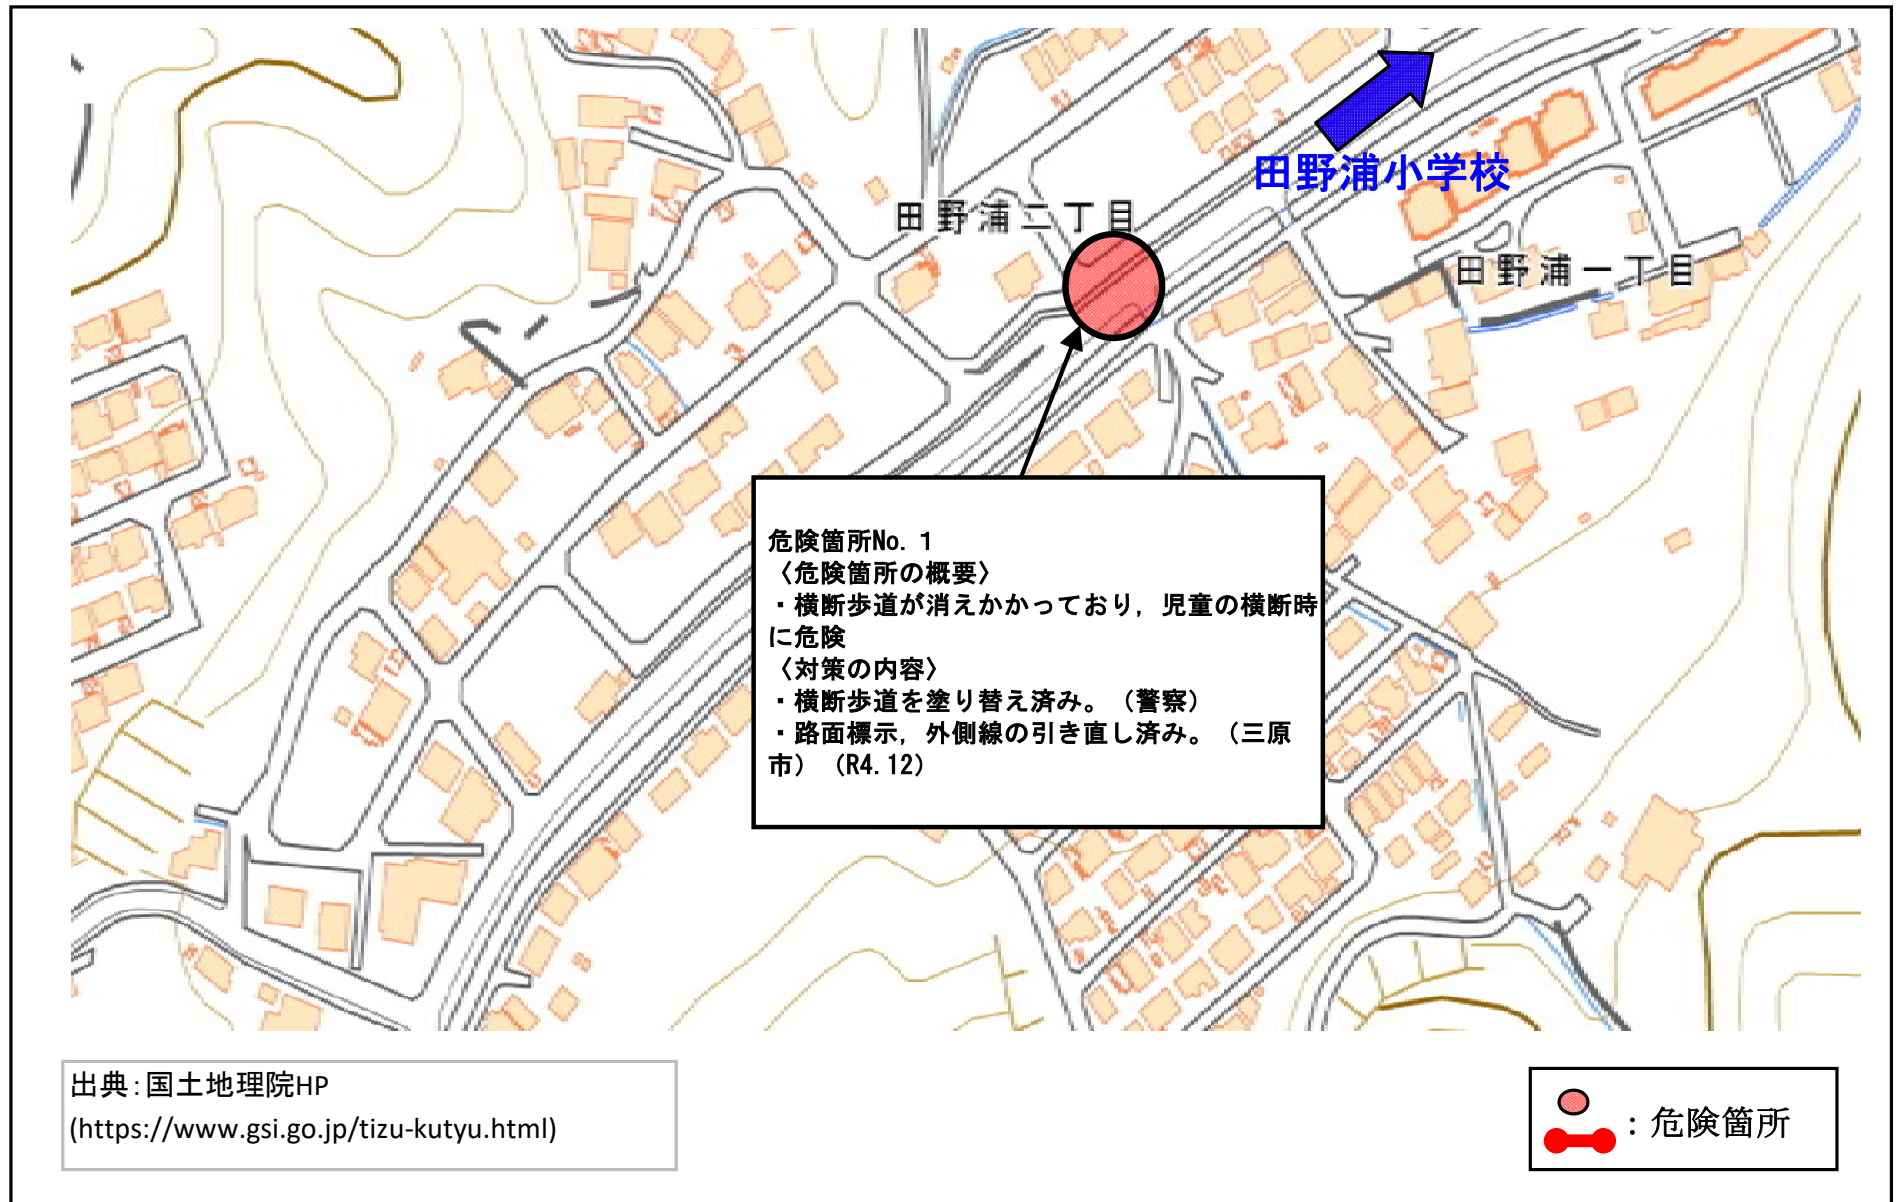 田野浦小学校
田野浦二丁目
田野浦一丁目
危険箇所No. 1
〈危険箇所の概要〉
・横断歩道が消えかかっており，児童の横断時
に危険
〈対策の内容〉
・横断歩道を塗り替え済み。（警察）
・路面標示，外側線の引き直し済み。（三原
市）（R4.12）
出典：国土地理院HP
(https://www.gsi.go.jp/tizu-kutyu.html)
：危険箇所